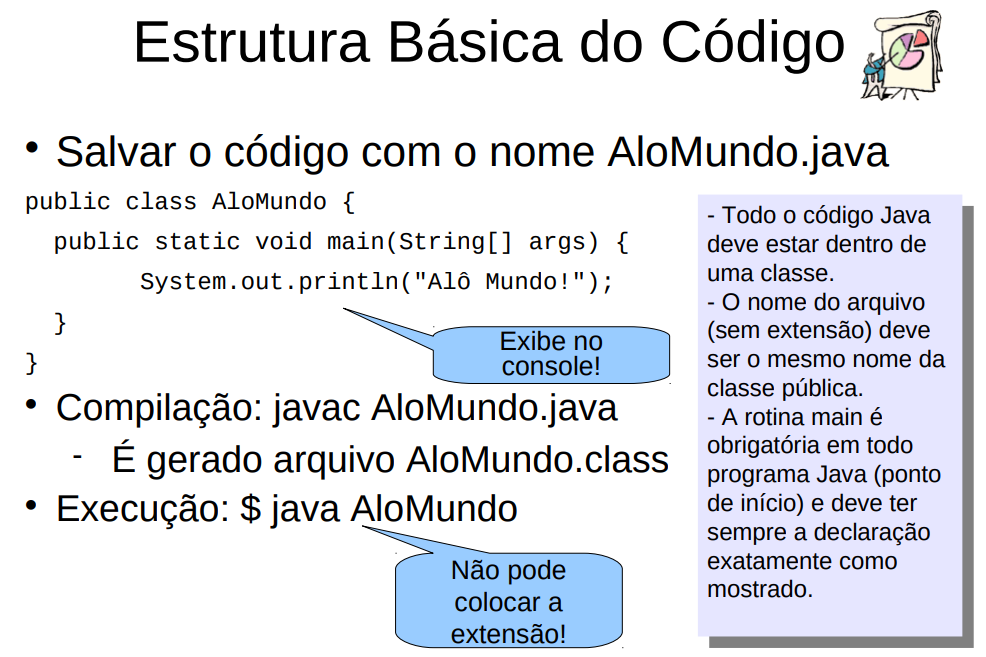 Estrutura Básica do Código
• Salvar o código com o nome AloMundo.java
public class AloMundo {
public static void main(String[] args) {
System.out.println("Alô Mundo!");
}
}
Exibe no
console!
• Compilação: javac AloMundo.java
- É gerado arquivo AloMundo.class
• Execução: $ java AloMundo
Não pode
colocar a
extensão!
- Todo o código Java
deve estar dentro de
uma classe.
- O nome do arquivo
(sem extensão) deve
ser o mesmo nome da
classe pública.
- A rotina main é
obrigatória em todo
programa Java (ponto
de início) e deve ter
sempre a declaração
exatamente como
mostrado.